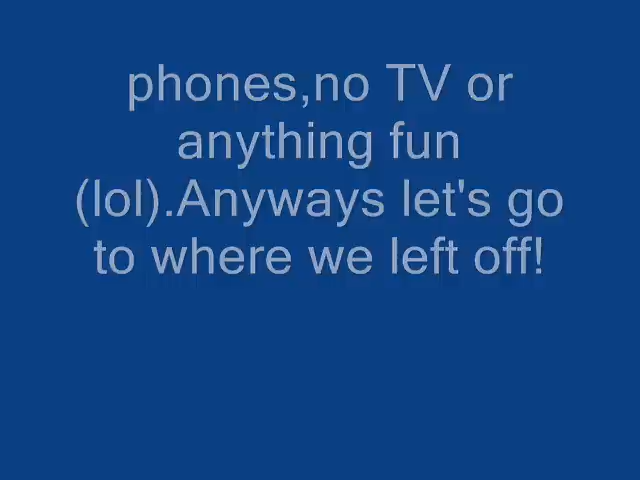 phones,no TV or
anything fun
(lol).Anyways let's go
to where we left off!